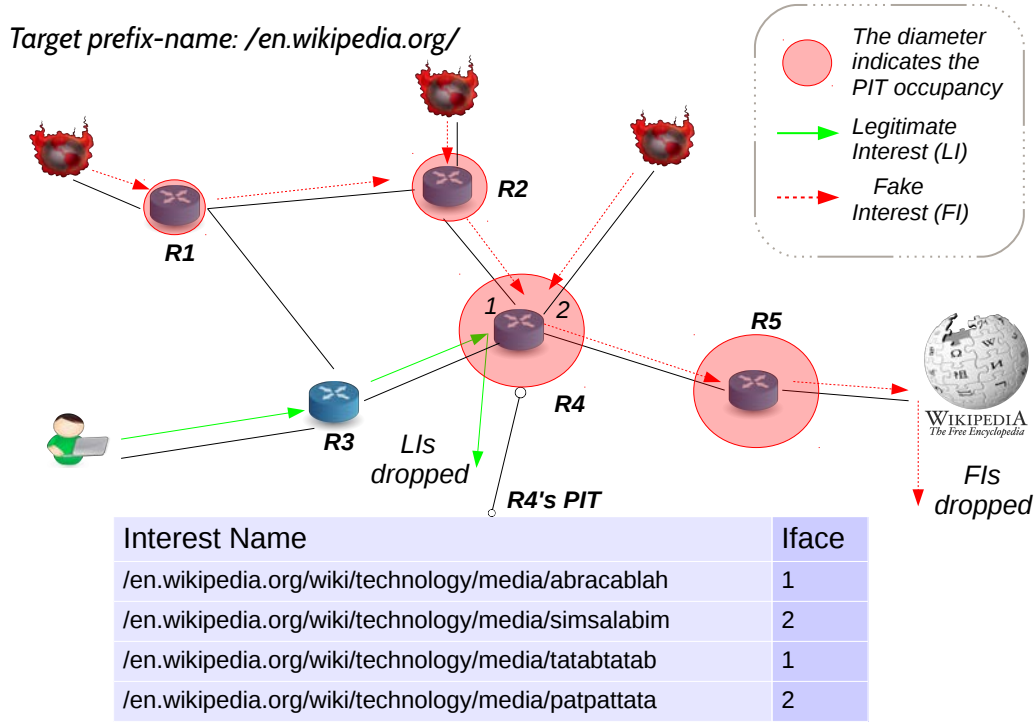 Target prefix-name: /en.wikipedia.org/
The diameter
indicates the
PIT occupancy
Legitimate
Interest (LI)
Fake
Interest (FI)
R1
R2
1
2
R5
R4
R3
LIs
dropped
WIKIPEDIA
The Free Encyclopedia
FIs
dropped
R4's PIT
Interest Name Iface
/en.wikipedia.org/wiki/technology/media/abracablah 1
/en.wikipedia.org/wiki/technology/media/simsalabim 2
/en.wikipedia.org/wiki/technology/media/tatabtatab 1
/en.wikipedia.org/wiki/technology/media/patpattata 2